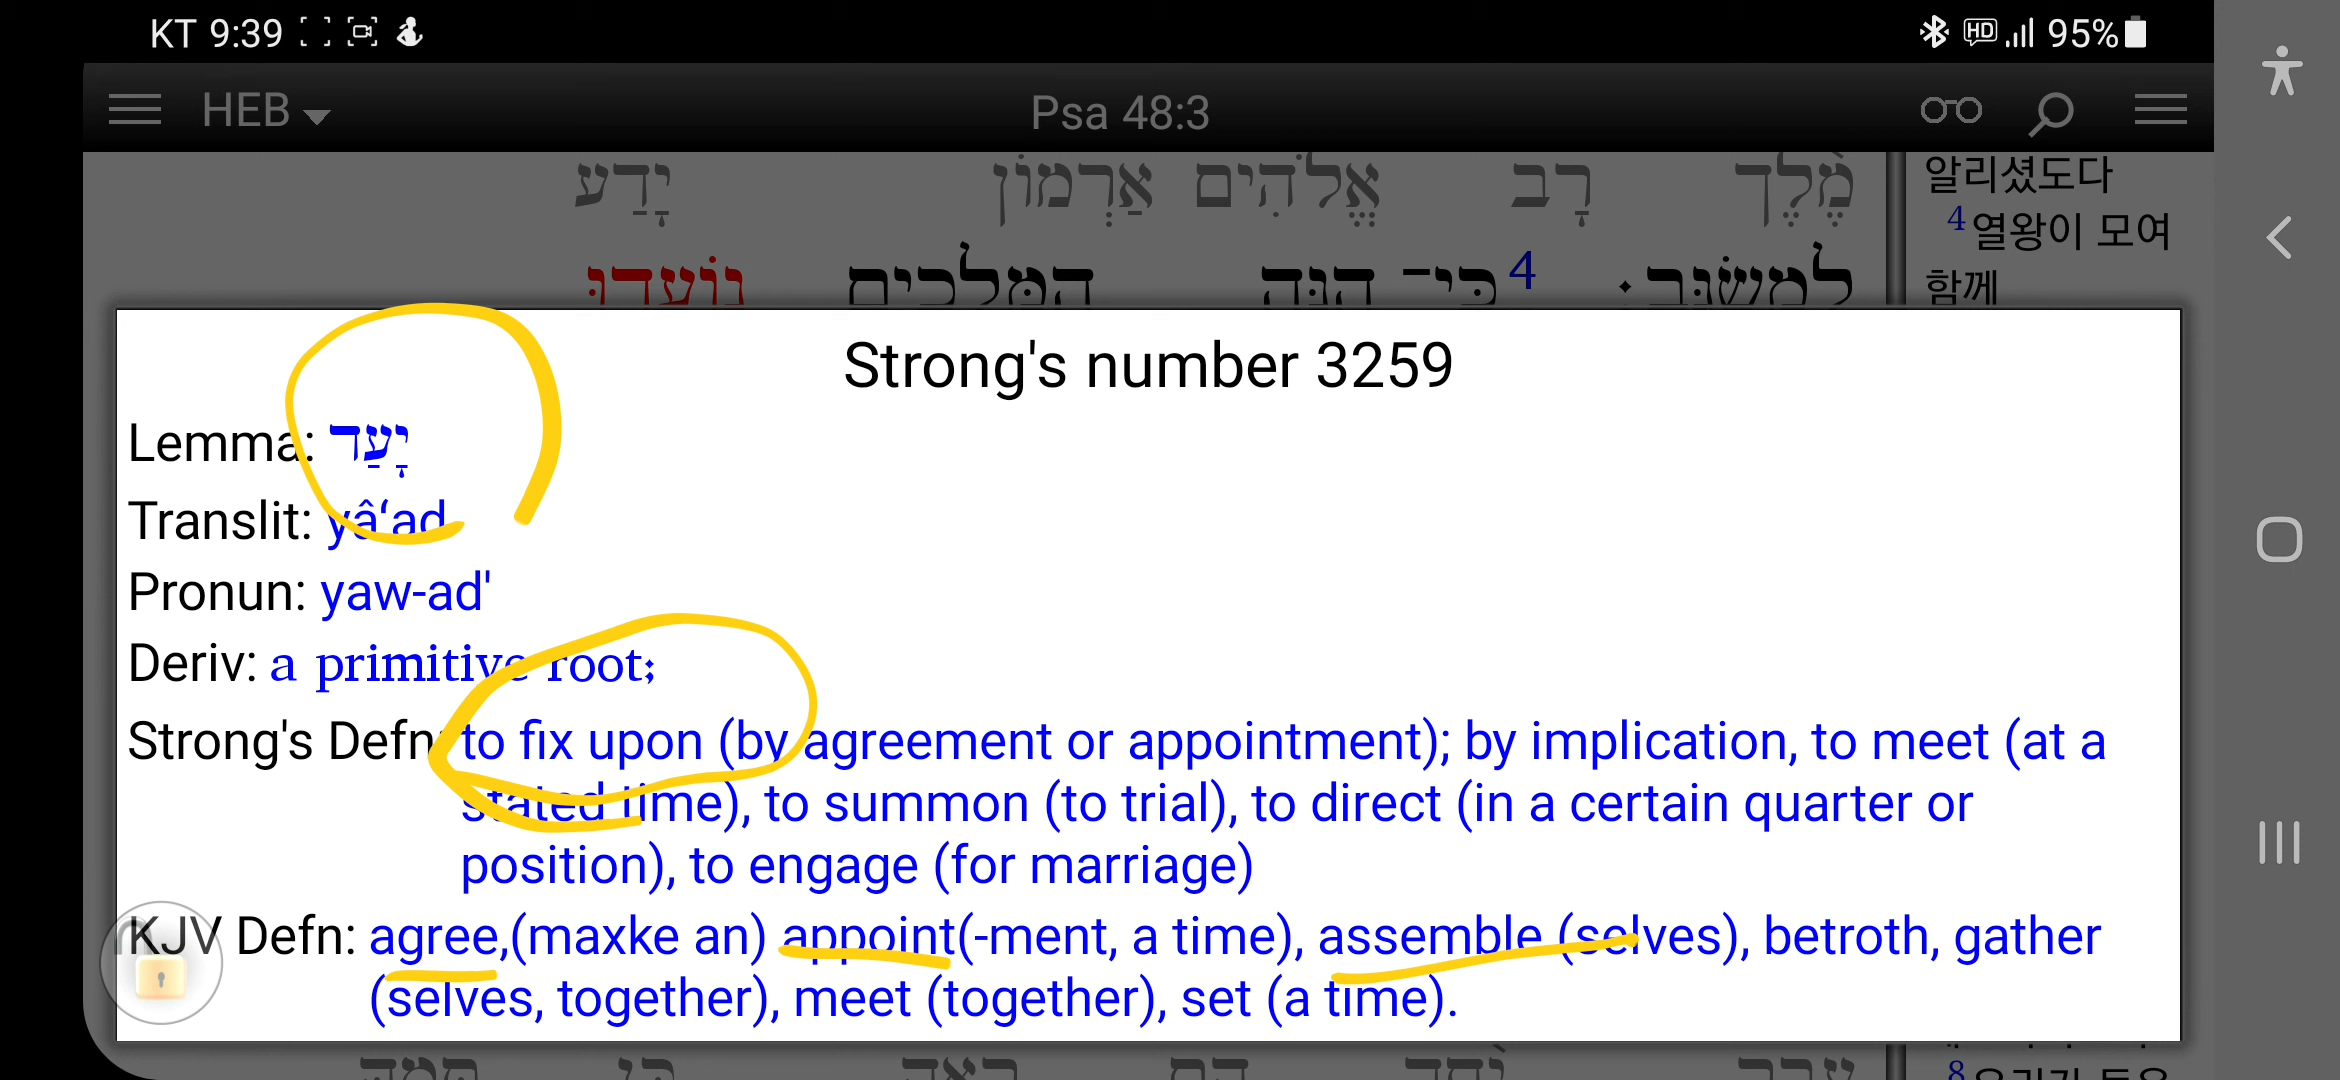 KT 9:39 HD 95%
HEB Psa 48:3
מֶ֫לֶךְ רָב אֱלֹהִים אַרְמוֹן יָדַע
알리셨도다
4 열왕이 모여
לְמִשְׂגָּב׃ 4 כִּי־ הִנֵּה הַמְּלָכִים נוֹעֲדוּ
함께
Strong's number 3259
Lemma: יָעַד
Translit: yâ‘ad
Pronun: yaw-ad'
Deriv: a primitive root;
Strong's Defn: to fix upon (by agreement or appointment); by implication, to meet (at a
stated time), to summon (to trial), to direct (in a certain quarter or
position), to engage (for marriage)
KJV Defn: agree,(maxke an) appoint(-ment, a time), assemble (selves), betroth, gather
(selves, together), meet (together), set (a time).
8